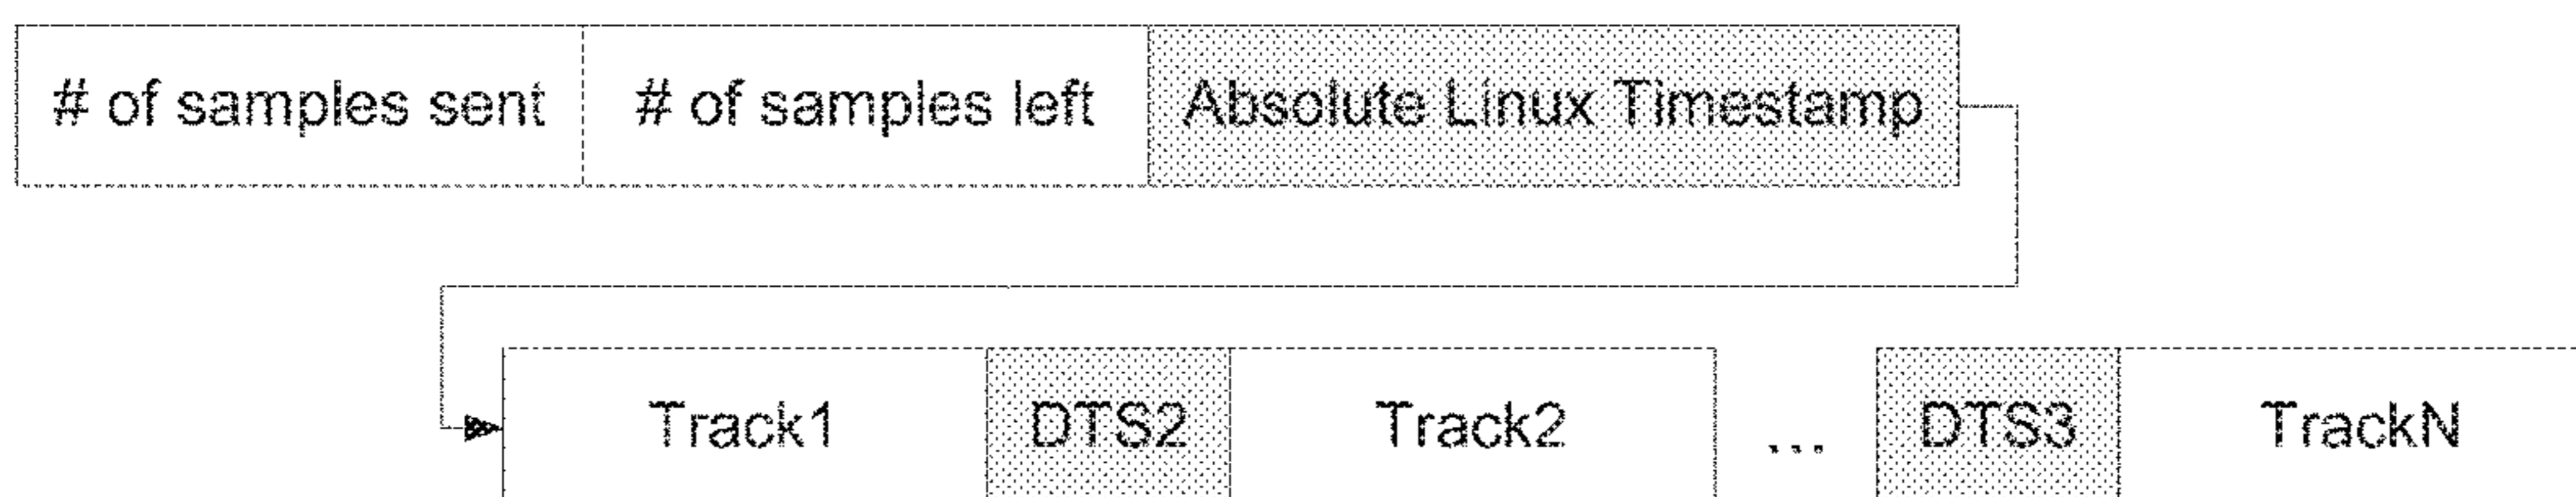 # of samples sent # of samples left Absolute Linux Timestamp
Track1 DTS2 Track2 ... DTS3 TrackN